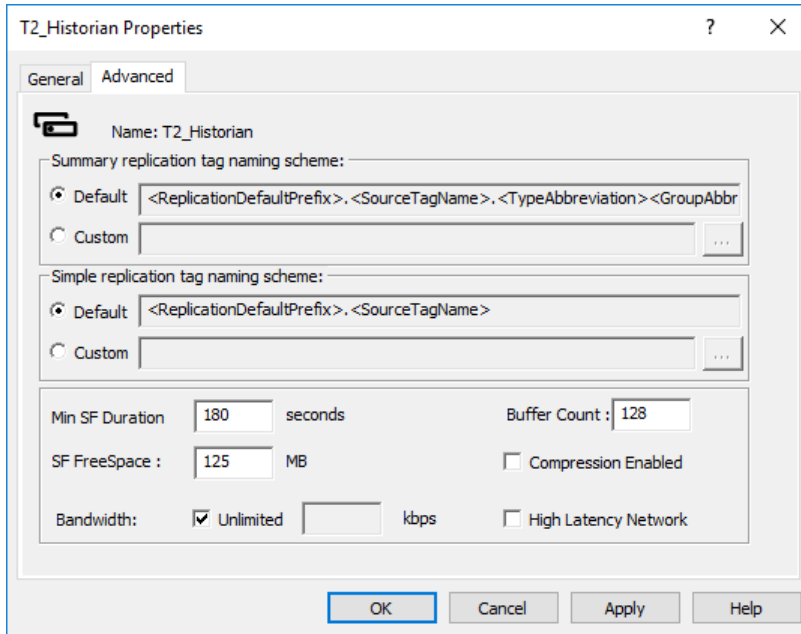 T2_Historian Properties ?
General Advanced
Name: T2_Historian
Summary replication tag naming scheme:
Default <ReplicationDefaultPrefix>.<SourceTagName>.<TypeAbbreviation><GroupAbbr
Custom ...
Simple replication tag naming scheme:
Default <ReplicationDefaultPrefix>.<SourceTagName>
Custom ...
Min SF Duration 180 seconds Buffer Count : 128
SF FreeSpace : 125 MB Compression Enabled
Bandwidth: Unlimited kbps High Latency Network
OK Cancel Apply Help